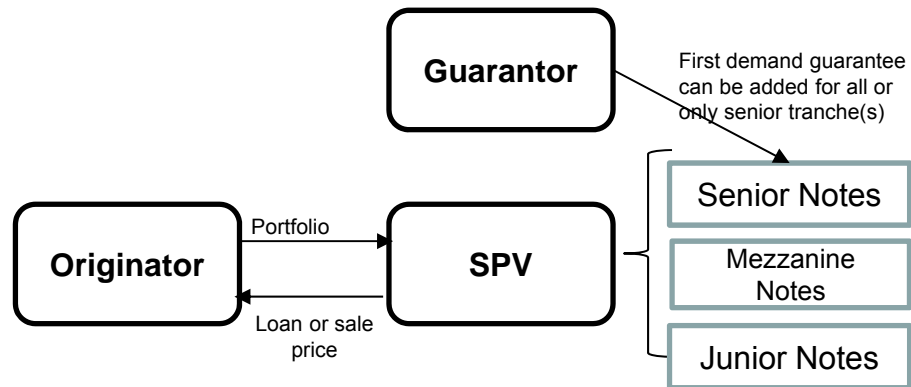 Guarantor
First demand guarantee
can be added for all or
only senior tranche(s)
Senior Notes
Portfolio
Originator
SPV
Mezzanine
Notes
Loan or sale
price
Junior Notes